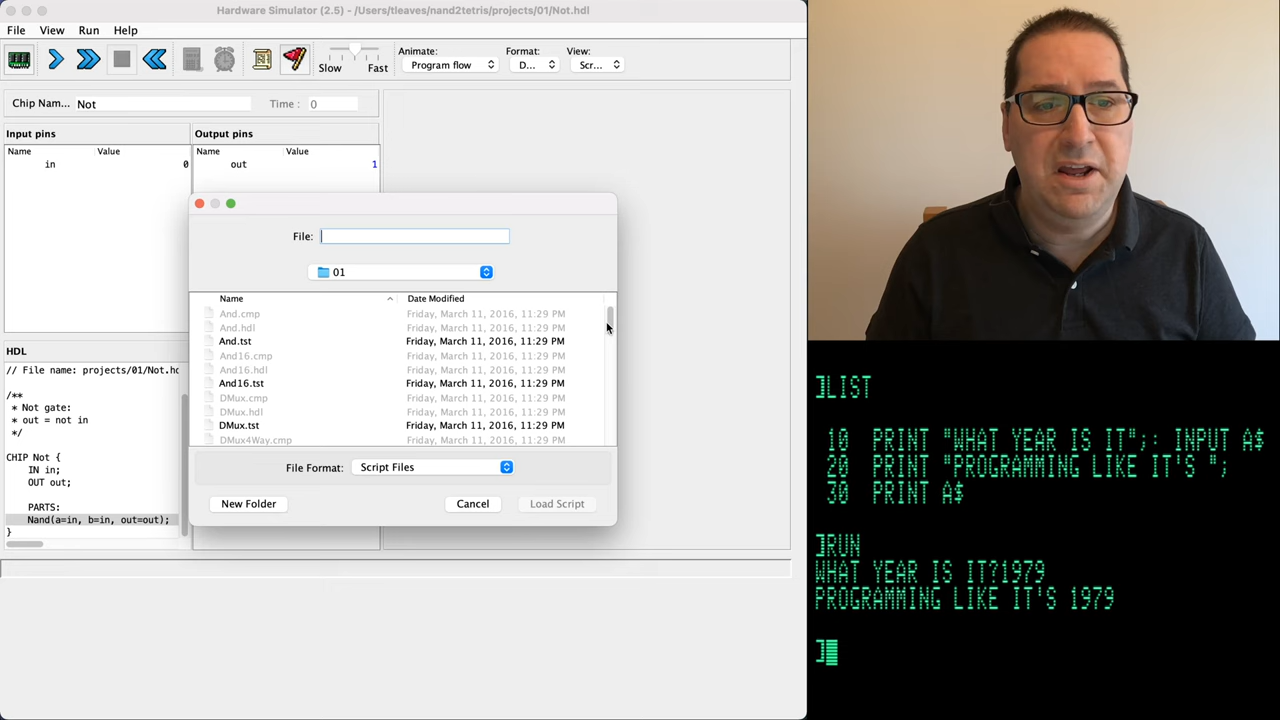 Hardware Simulator (2.5) - /Users/tleaves/nand2tetris/projects/01/Not.hdl
File View Run Help
Animate: Format: View:
Slow Fast Program flow D... Scr...
Chip Nam... Not Time : 0
Input pins Output pins
Name Value Name Value
in 0 out 1
File:
01
Name Date Modified
And.cmp Friday, March 11, 2016, 11:29 PM
And.hdl Friday, March 11, 2016, 11:29 PM
And.tst Friday, March 11, 2016, 11:29 PM
And16.cmp Friday, March 11, 2016, 11:29 PM
And16.hdl Friday, March 11, 2016, 11:29 PM
And16.tst Friday, March 11, 2016, 11:29 PM
DMux.cmp Friday, March 11, 2016, 11:29 PM
DMux.hdl Friday, March 11, 2016, 11:29 PM
DMux.tst Friday, March 11, 2016, 11:29 PM
DMux4Way.cmp Friday, March 11, 2016, 11:29 PM
File Format: Script Files
New Folder Cancel Load Script
HDL
// File name: projects/01/Not.hd
/**
* Not gate:
* out = not in
*/
CHIP Not {
IN in;
OUT out;
PARTS:
Nand(a=in, b=in, out=out);
}
]LIST
10 PRINT "WHAT YEAR IS IT";: INPUT A$
20 PRINT "PROGRAMMING LIKE IT'S ";
30 PRINT A$
]RUN
WHAT YEAR IS IT?1979
PROGRAMMING LIKE IT'S 1979
]